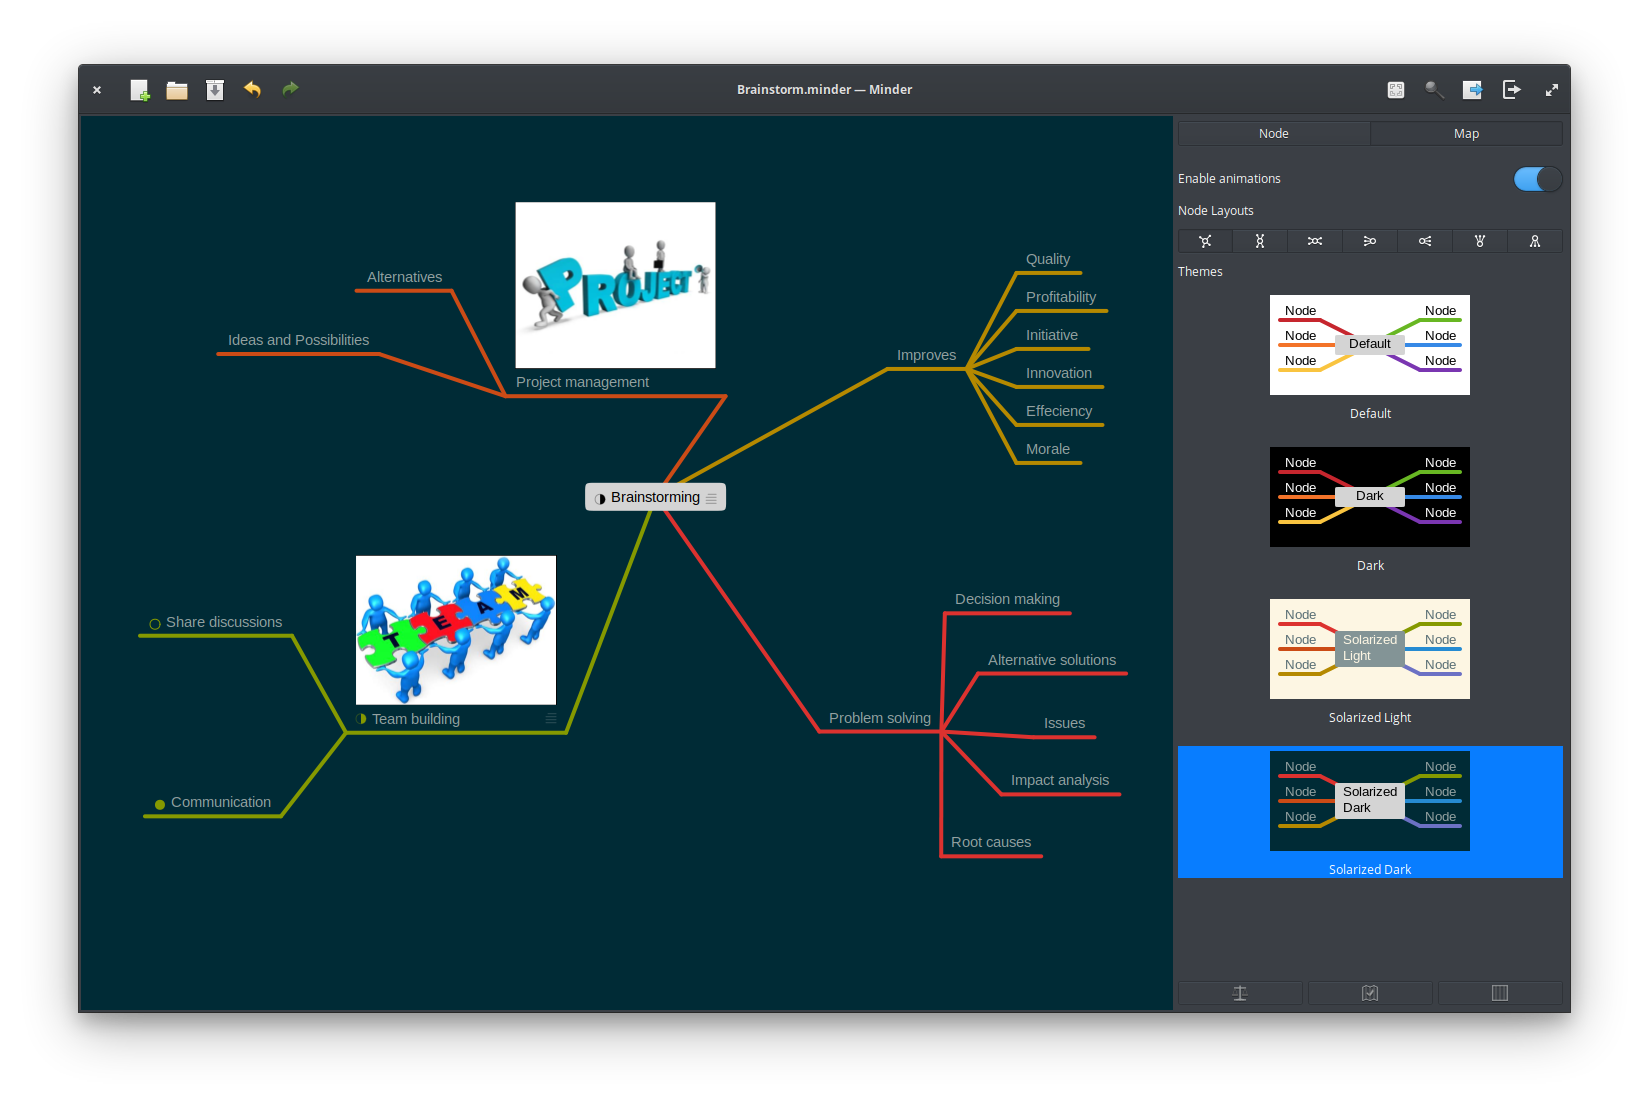 Brainstorm.minder — Minder
Node
Map
Enable animations
Node Layouts
Themes
Node
Node
Node
Default
Node
Node
Node
Default
Node
Node
Node
Dark
Node
Node
Node
Dark
Node
Node
Node
Solarized
Light
Node
Node
Node
Solarized Light
Node
Node
Node
Solarized
Dark
Node
Node
Node
Solarized Dark
PROJECT
Project management
Alternatives
Ideas and Possibilities
Improves
Quality
Profitability
Initiative
Innovation
Effeciency
Morale
Brainstorming
TEAM
Team building
Share discussions
Communication
Problem solving
Decision making
Alternative solutions
Issues
Impact analysis
Root causes